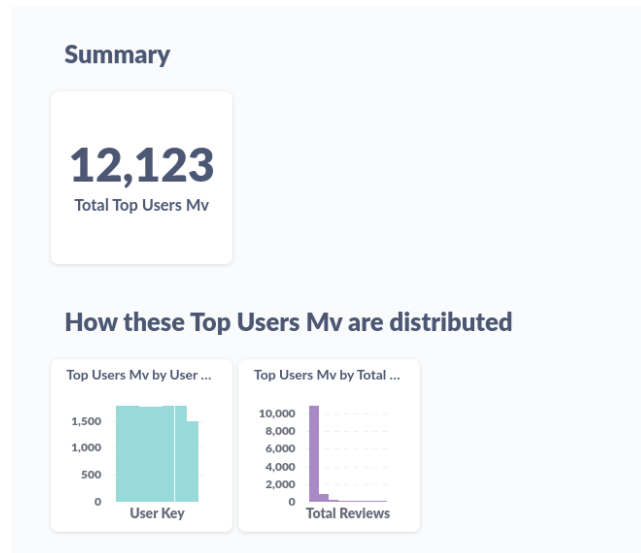 Summary
12,123
Total Top Users Mv
How these Top Users Mv are distributed
Top Users Mv by User ...
1,500
1,000
500
0
User Key
Top Users Mv by Total ...
10,000
8,000
6,000
4,000
2,000
0
Total Reviews